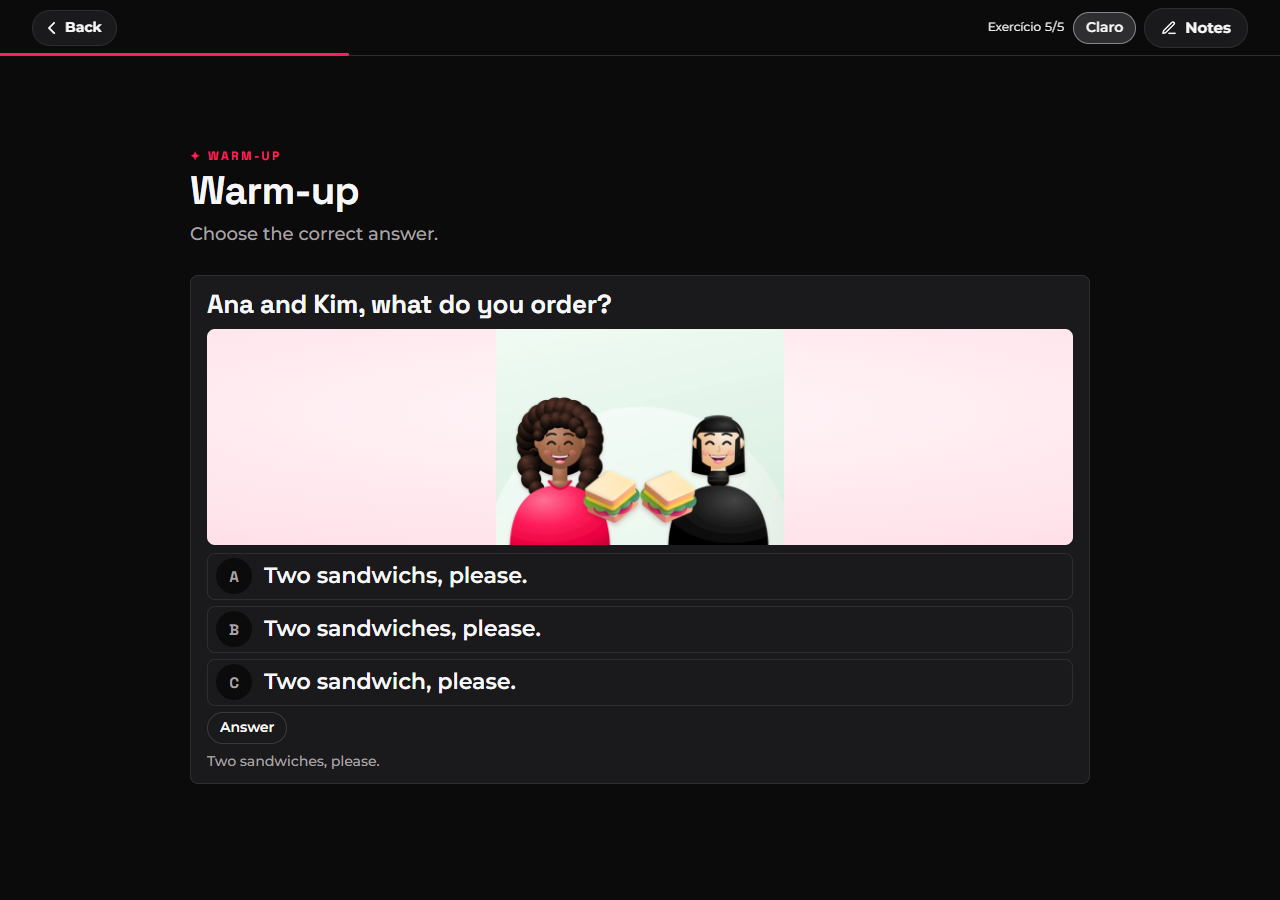 Back
Exercício 5/5
Claro
Notes
WARM-UP
Warm-up
Choose the correct answer.
Ana and Kim, what do you order?
A Two sandwichs, please.
B Two sandwiches, please.
C Two sandwich, please.
Answer
Two sandwiches, please.